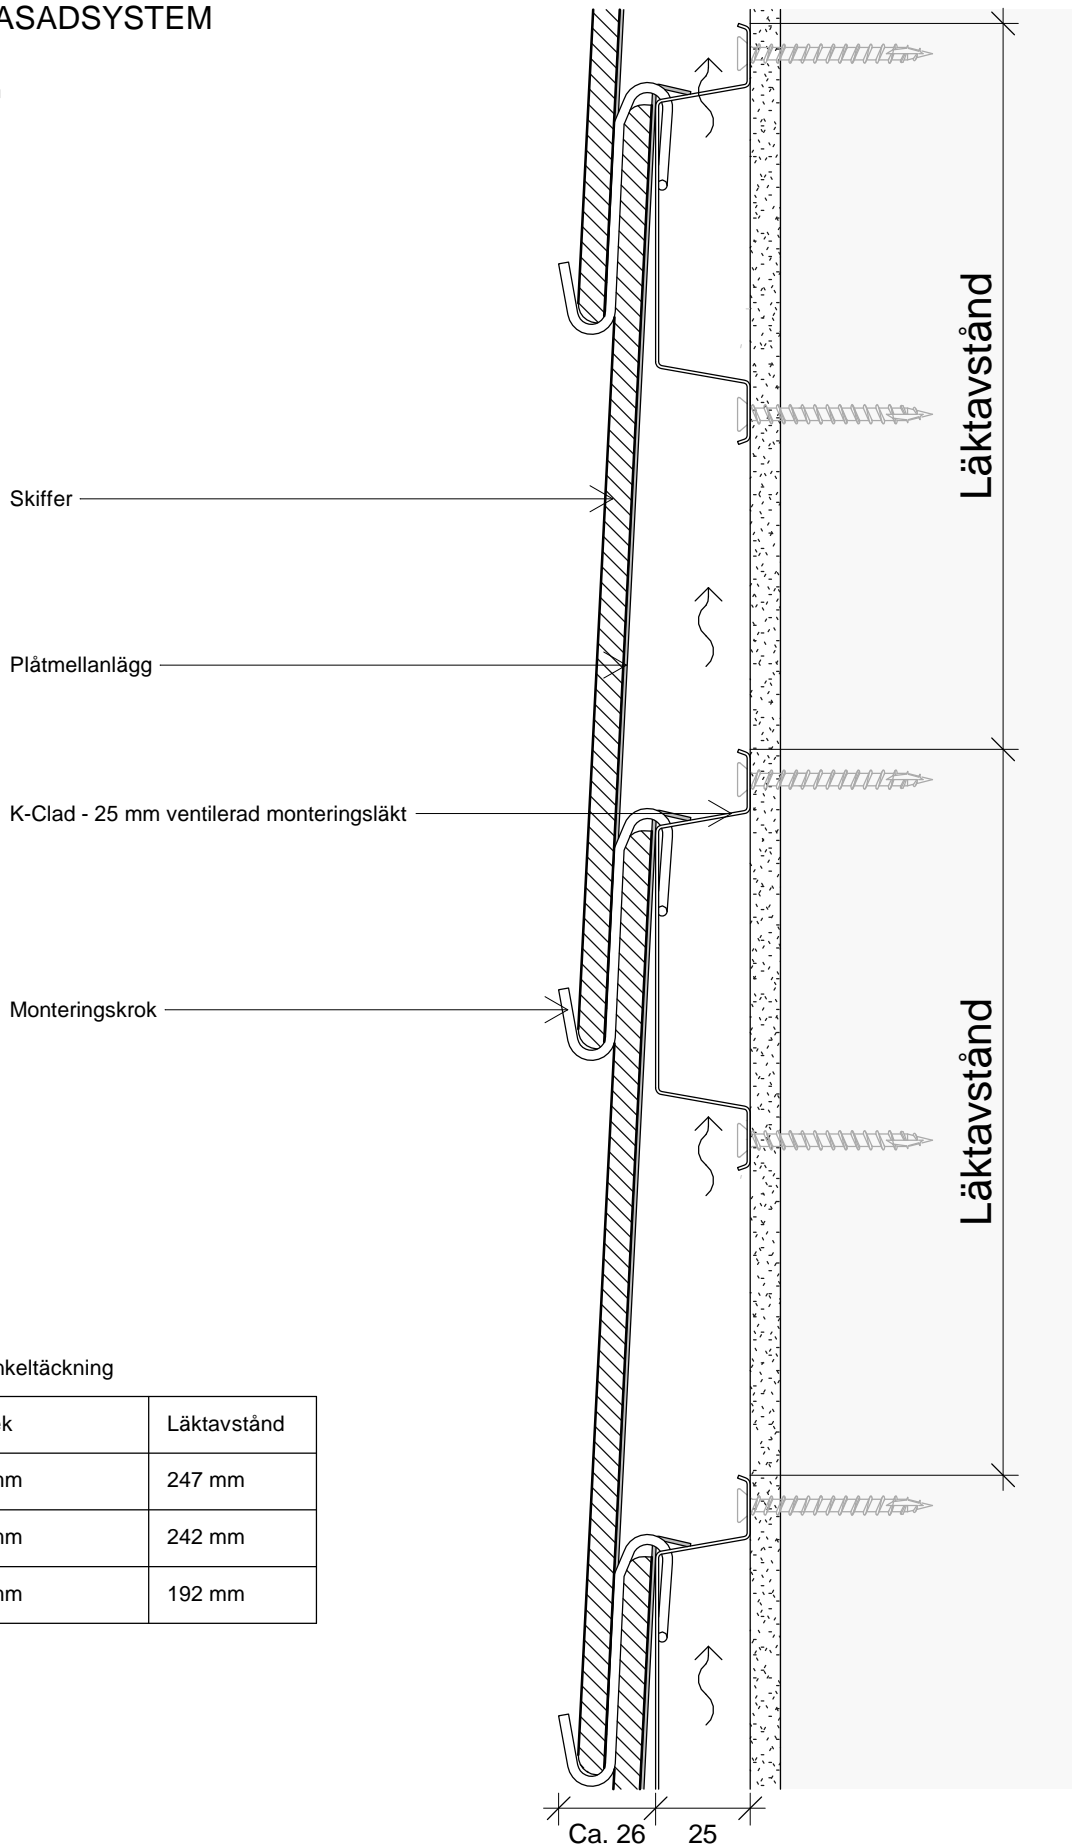 ASADSYSTEM
Läktavstånd
Skiffer
Plåtmellanlägg
K-Clad - 25 mm ventilerad monteringsläkt
Monteringskrok
Läktavstånd
nkeltäckning
k Läktavstånd
mm 247 mm
mm 242 mm
mm 192 mm
Ca. 26 25